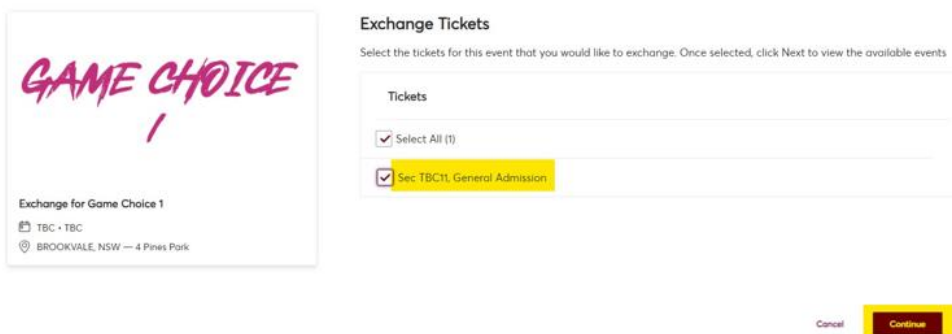 GAME CHOICE
1
Exchange for Game Choice 1
TBC • TBC
BROOKVALE, NSW — 4 Pines Park
Exchange Tickets
Select the tickets for this event that you would like to exchange. Once selected, click Next to view the available events
Tickets
Select All (1)
Sec TBC11, General Admission
Cancel
Continue